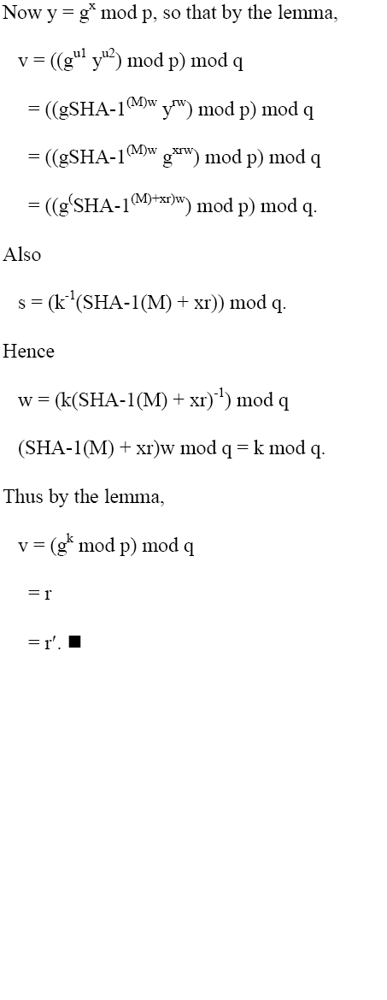 Now y = gˣ mod p, so that by the lemma,
v = ((g^u1 y^u2) mod p) mod q
= ((gSHA-1^(M)w y^rw) mod p) mod q
= ((gSHA-1^(M)w g^xrw) mod p) mod q
= ((g^(SHA-1^(M)+xr)w) mod p) mod q.
Also
s = (k^-1(SHA-1(M) + xr)) mod q.
Hence
w = (k(SHA-1(M) + xr)^-1) mod q
(SHA-1(M) + xr)w mod q = k mod q.
Thus by the lemma,
v = (g^k mod p) mod q
= r
= r′. ■